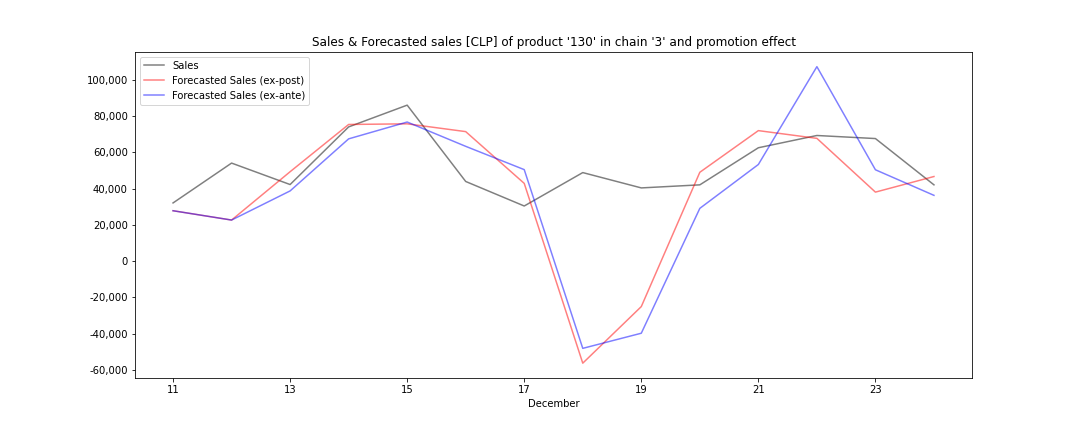 Sales & Forecasted sales [CLP] of product '130' in chain '3' and promotion effect
Sales
Forecasted Sales (ex-post)
Forecasted Sales (ex-ante)
100,000
80,000
60,000
40,000
20,000
0
-20,000
-40,000
-60,000
11 13 15 17 19 21 23
December